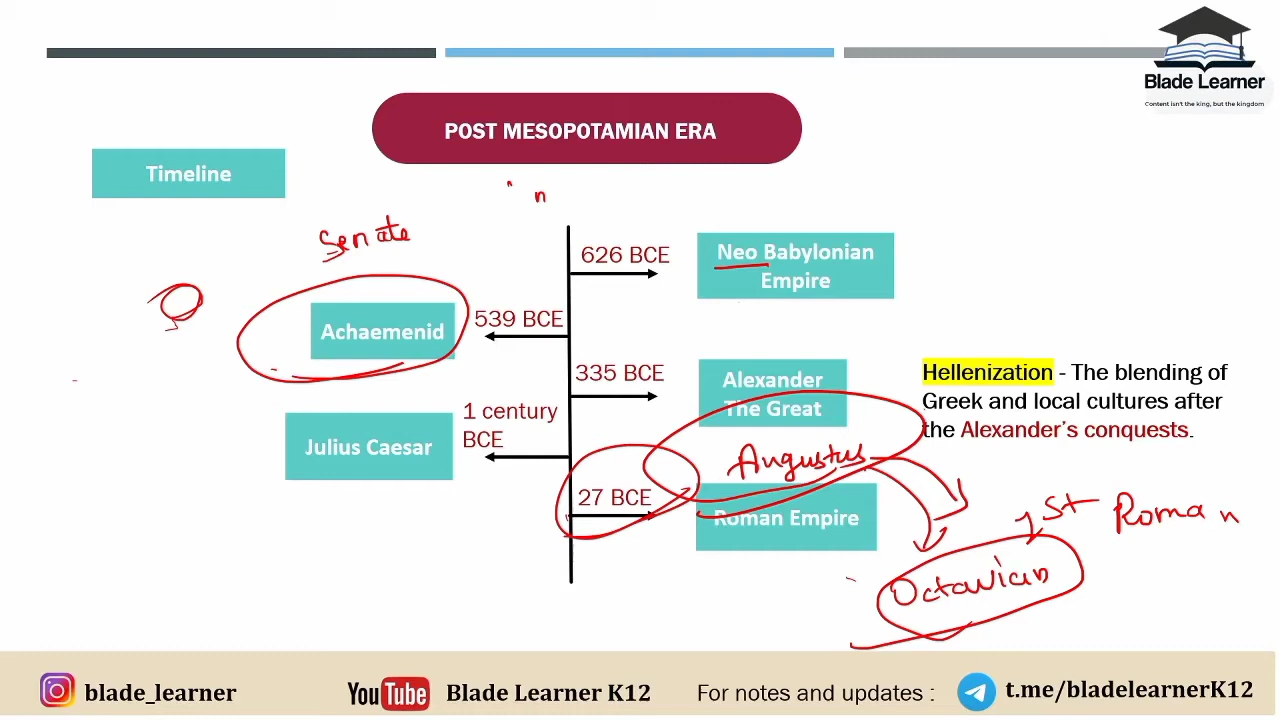 Blade Learner
Content isn't the king, but the kingdom
POST MESOPOTAMIAN ERA
Timeline
n
Senate
626 BCE
Neo Babylonian
Empire
Achaemenid
539 BCE
335 BCE
Alexander
The Great
Hellenization - The blending of
Greek and local cultures after
the Alexander's conquests.
1 century
BCE
Julius Caesar
Augustus
27 BCE
Roman Empire
1st Roman
Octavian
blade_learner
YouTube
Blade Learner K12
For notes and updates :
t.me/bladelearnerK12